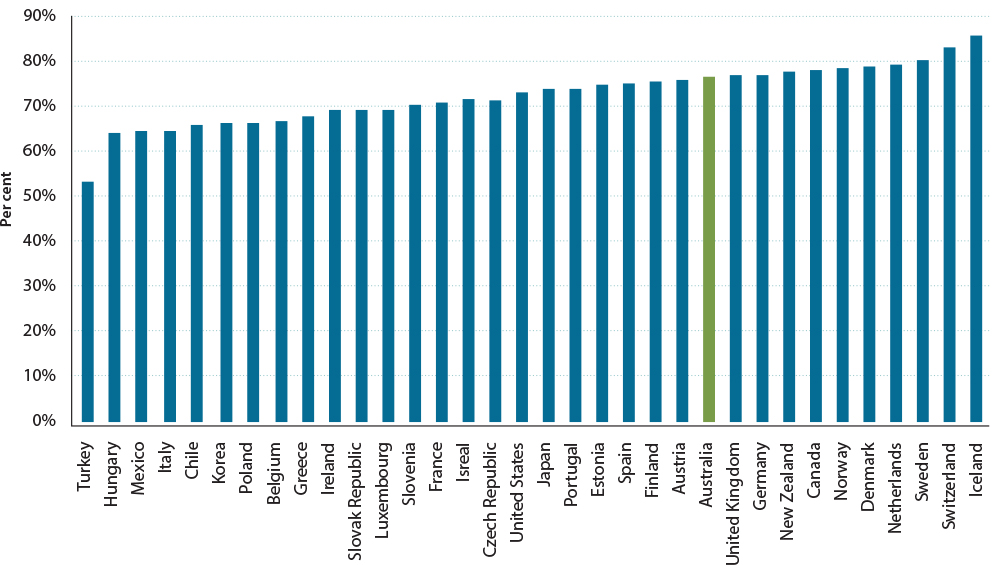 90%
80%
70%
60%
50%
40%
30%
20%
10%
0%
Per cent
Turkey
Hungary
Mexico
Italy
Chile
Korea
Poland
Belgium
Greece
Ireland
Slovak Republic
Luxembourg
Slovenia
France
Isreal
Czech Republic
United States
Japan
Portugal
Estonia
Spain
Finland
Austria
Australia
United Kingdom
Germany
New Zealand
Canada
Norway
Denmark
Netherlands
Sweden
Switzerland
Iceland